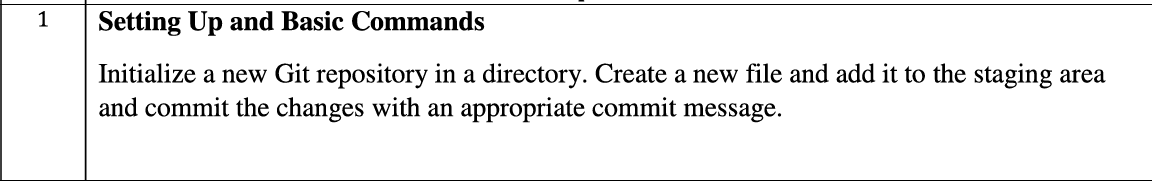 1
Setting Up and Basic Commands
Initialize a new Git repository in a directory. Create a new file and add it to the staging area
and commit the changes with an appropriate commit message.